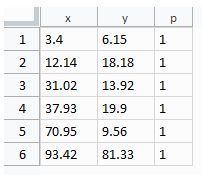 x y p
1 3.4 6.15 1
2 12.14 18.18 1
3 31.02 13.92 1
4 37.93 19.9 1
5 70.95 9.56 1
6 93.42 81.33 1